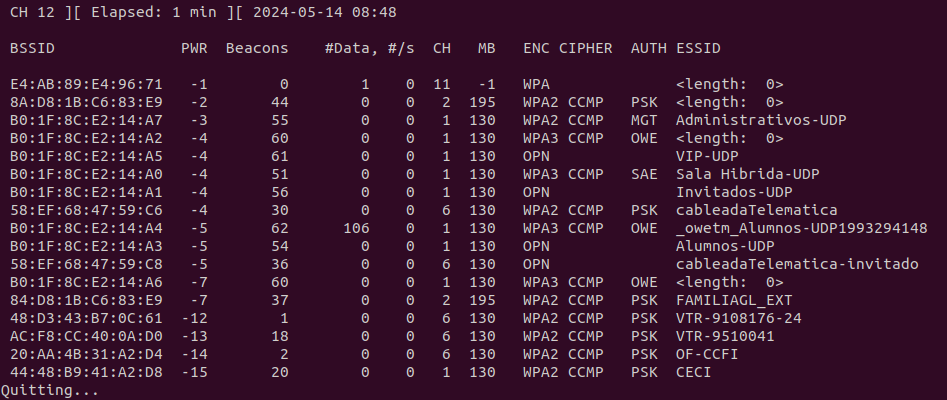 CH 12 ][ Elapsed: 1 min ][ 2024-05-14 08:48
BSSID PWR Beacons #Data, #/s CH MB ENC CIPHER AUTH ESSID
E4:AB:89:E4:96:71 -1 0 1 0 11 -1 WPA <length: 0>
8A:D8:1B:C6:83:E9 -2 44 0 0 2 195 WPA2 CCMP PSK <length: 0>
B0:1F:8C:E2:14:A7 -3 55 0 0 1 130 WPA2 CCMP MGT Administrativos-UDP
B0:1F:8C:E2:14:A2 -4 60 0 0 1 130 WPA3 CCMP OWE <length: 0>
B0:1F:8C:E2:14:A5 -4 61 0 0 1 130 OPN VIP-UDP
B0:1F:8C:E2:14:A0 -4 51 0 0 1 130 WPA3 CCMP SAE Sala Hibrida-UDP
B0:1F:8C:E2:14:A1 -4 56 0 0 1 130 OPN Invitados-UDP
58:EF:68:47:59:C6 -4 30 0 0 6 130 WPA2 CCMP PSK cableadaTelematica
B0:1F:8C:E2:14:A4 -5 62 106 0 1 130 WPA3 CCMP OWE _owetm_Alumnos-UDP1993294148
B0:1F:8C:E2:14:A3 -5 54 0 0 1 130 OPN Alumnos-UDP
58:EF:68:47:59:C8 -5 36 0 0 6 130 OPN cableadaTelematica-invitado
B0:1F:8C:E2:14:A6 -7 60 0 0 1 130 WPA3 CCMP OWE <length: 0>
84:D8:1B:C6:83:E9 -7 37 0 0 2 195 WPA2 CCMP PSK FAMILIAGL_EXT
48:D3:43:B7:0C:61 -12 1 0 0 6 130 WPA2 CCMP PSK VTR-9108176-24
AC:F8:CC:40:0A:D0 -13 18 0 0 6 130 WPA2 CCMP PSK VTR-9510041
20:AA:4B:31:A2:D4 -14 2 0 0 6 130 WPA2 CCMP PSK OF-CCFI
44:48:B9:41:A2:D8 -15 20 0 0 1 130 WPA2 CCMP PSK CECI
Quitting...